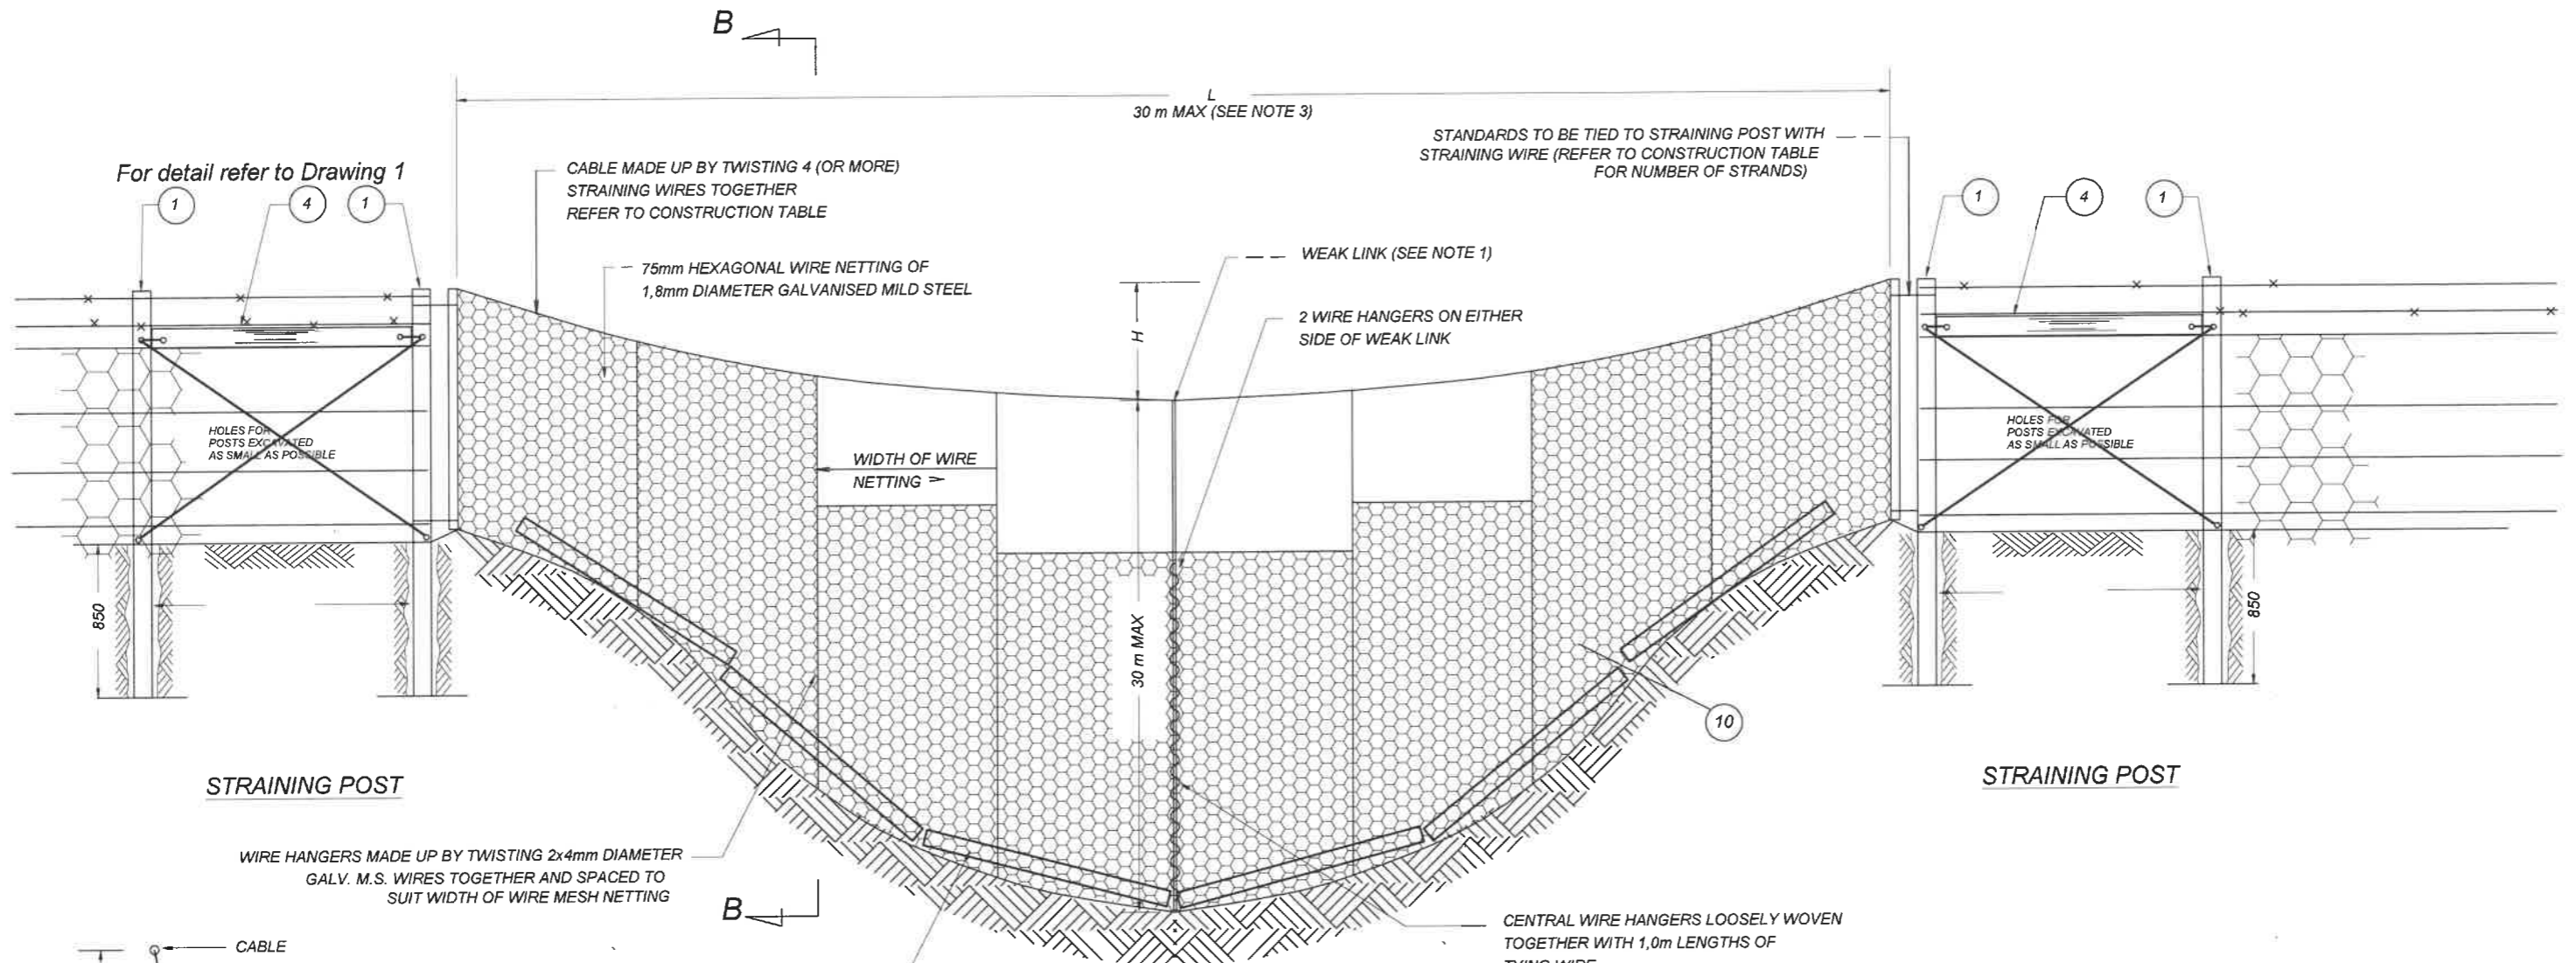 B
L
30 m MAX (SEE NOTE 3)
For detail refer to Drawing 1
1
4
1
CABLE MADE UP BY TWISTING 4 (OR MORE)
STRAINING WIRES TOGETHER
REFER TO CONSTRUCTION TABLE
75mm HEXAGONAL WIRE NETTING OF
1,8mm DIAMETER GALVANISED MILD STEEL
STANDARDS TO BE TIED TO STRAINING POST WITH
STRAINING WIRE (REFER TO CONSTRUCTION TABLE
FOR NUMBER OF STRANDS)
1
4
1
WEAK LINK (SEE NOTE 1)
2 WIRE HANGERS ON EITHER
SIDE OF WEAK LINK
H
HOLES FOR
POSTS EXCAVATED
AS SMALL AS POSSIBLE
WIDTH OF WIRE
NETTING
HOLES FOR
POSTS EXCAVATED
AS SMALL AS POSSIBLE
850
30 m MAX
850
10
STRAINING POST
STRAINING POST
WIRE HANGERS MADE UP BY TWISTING 2x4mm DIAMETER
GALV. M.S. WIRES TOGETHER AND SPACED TO
SUIT WIDTH OF WIRE MESH NETTING
B
CENTRAL WIRE HANGERS LOOSELY WOVEN
TOGETHER WITH 1,0m LENGTHS OF
TYING WIRE
CABLE